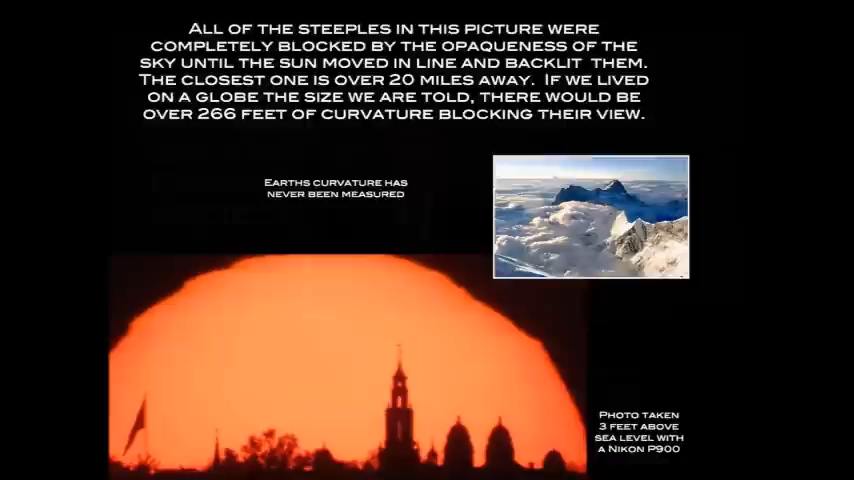 ALL OF THE STEEPLES IN THIS PICTURE WERE
COMPLETELY BLOCKED BY THE OPAQUENESS OF THE
SKY UNTIL THE SUN MOVED IN LINE AND BACKLIT THEM.
THE CLOSEST ONE IS OVER 20 MILES AWAY. IF WE LIVED
ON A GLOBE THE SIZE WE ARE TOLD, THERE WOULD BE
OVER 266 FEET OF CURVATURE BLOCKING THEIR VIEW.
EARTHS CURVATURE HAS
NEVER BEEN MEASURED
PHOTO TAKEN
3 FEET ABOVE
SEA LEVEL WITH
A NIKON P900